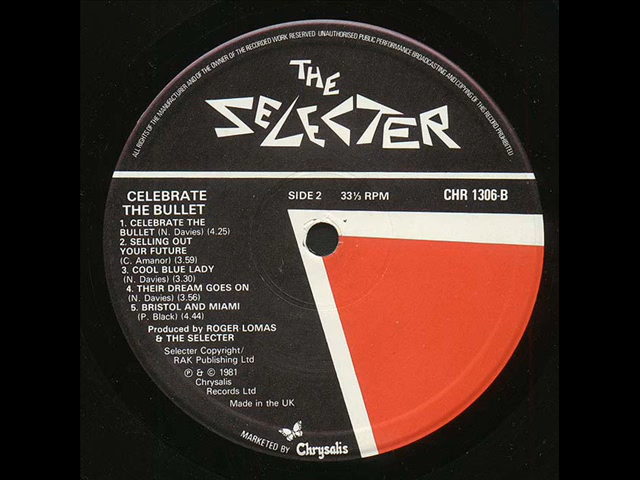 ALL RIGHTS OF THE MANUFACTURER AND OF THE OWNER OF THE RECORDED WORK RESERVED UNAUTHORISED PUBLIC PERFORMANCE BROADCASTING AND COPYING OF THIS RECORD PROHIBITED
THE
SELECTER
CELEBRATE
THE BULLET
SIDE 2
33⅓ RPM
CHR 1306-B
1. CELEBRATE THE
BULLET (N. Davies) (4.25)
2. SELLING OUT
YOUR FUTURE
(C. Amanor) (3.59)
3. COOL BLUE LADY
(N. Davies) (3.30)
4. THEIR DREAM GOES ON
(N. Davies) (3.56)
5. BRISTOL AND MIAMI
(P. Black) (4.44)
Produced by ROGER LOMAS
& THE SELECTER
Selecter Copyright/
RAK Publishing Ltd
℗ & © 1981
Chrysalis
Records Ltd
Made in the UK
MARKETED BY Chrysalis